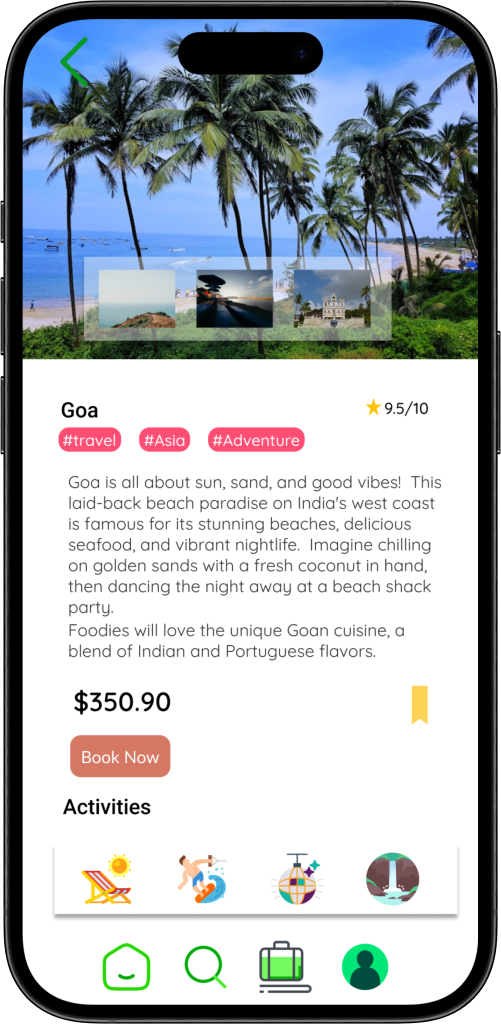 Goa
9.5/10
#travel #Asia #Adventure
Goa is all about sun, sand, and good vibes! This
laid-back beach paradise on India's west coast
is famous for its stunning beaches, delicious
seafood, and vibrant nightlife. Imagine chilling
on golden sands with a fresh coconut in hand,
then dancing the night away at a beach shack
party.
Foodies will love the unique Goan cuisine, a
blend of Indian and Portuguese flavors.
$350.90
Book Now
Activities